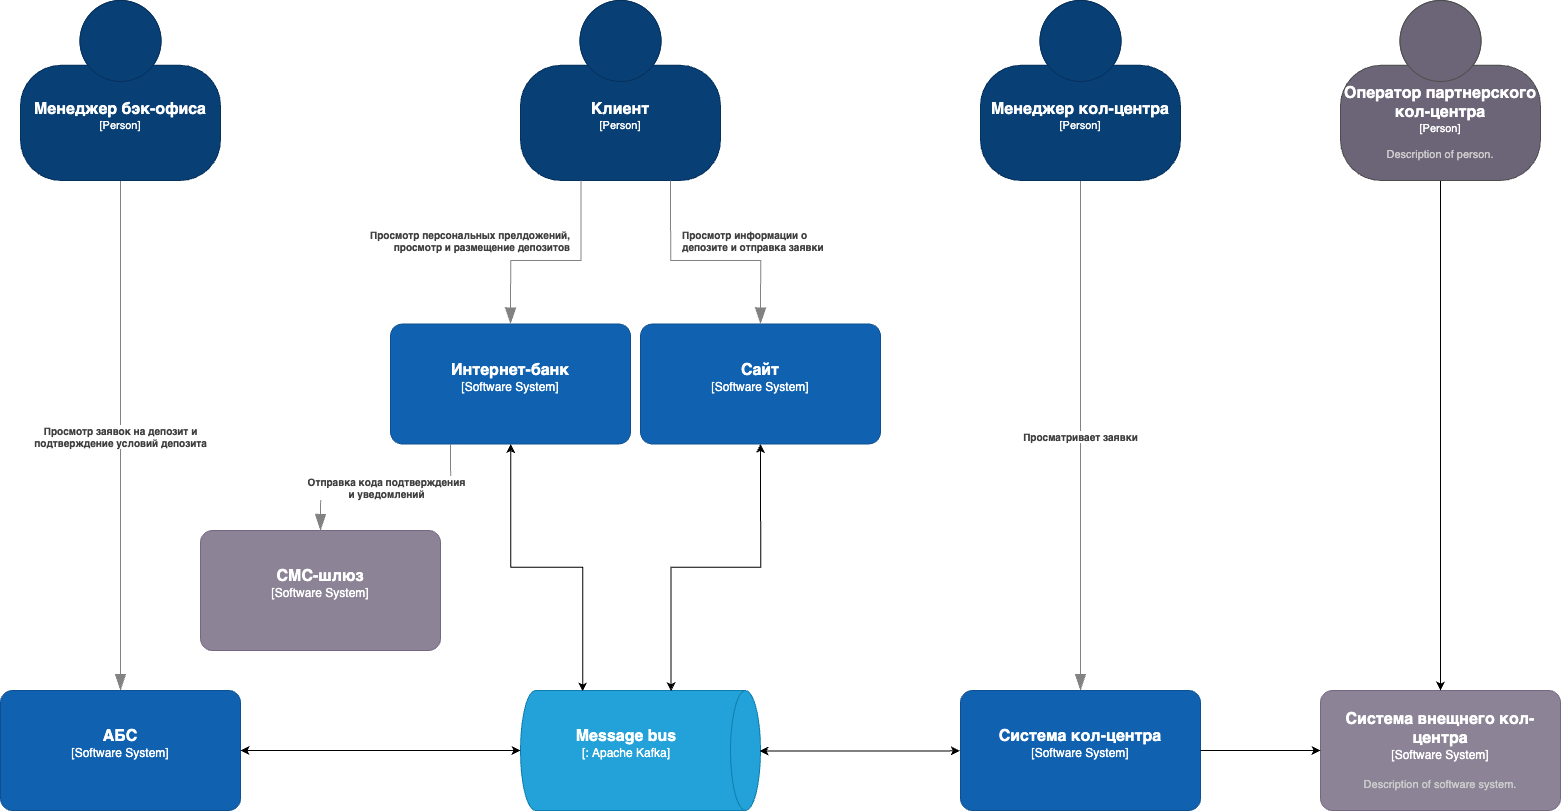 Менеджер бэк-офиса
[Person]
Клиент
[Person]
Менеджер кол-центра
[Person]
Оператор партнерского
кол-центра
[Person]
Description of person.
Просмотр персональных прелдожений,
просмотр и размещение депозитов
Просмотр информации о
депозите и отправка заявки
Интернет-банк
[Software System]
Сайт
[Software System]
Просмотр заявок на депозит и
подтверждение условий депозита
Просматривает заявки
Отправка кода подтверждения
и уведомлений
СМС-шлюз
[Software System]
АБС
[Software System]
Message bus
[: Apache Kafka]
Система кол-центра
[Software System]
Система внещнего кол-
центра
[Software System]
Description of software system.